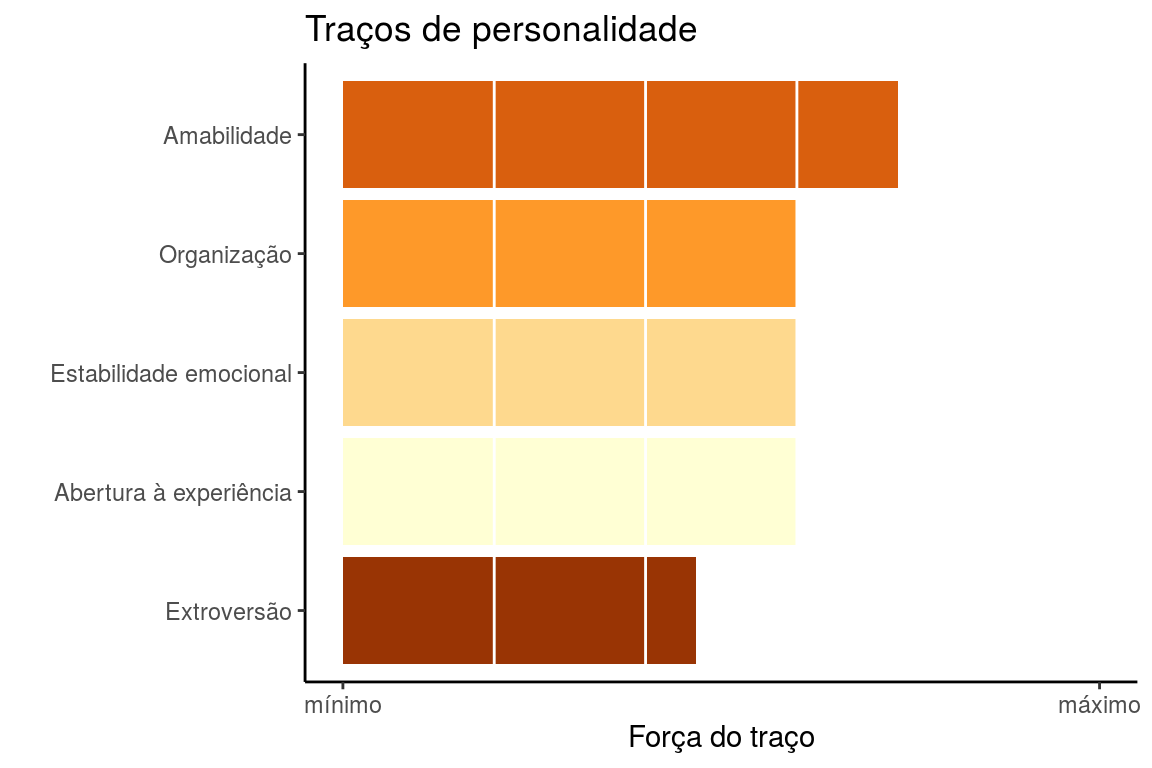 Traços de personalidade
Amabilidade
Organização
Estabilidade emocional
Abertura à experiência
Extroversão
mínimo
máximo
Força do traço